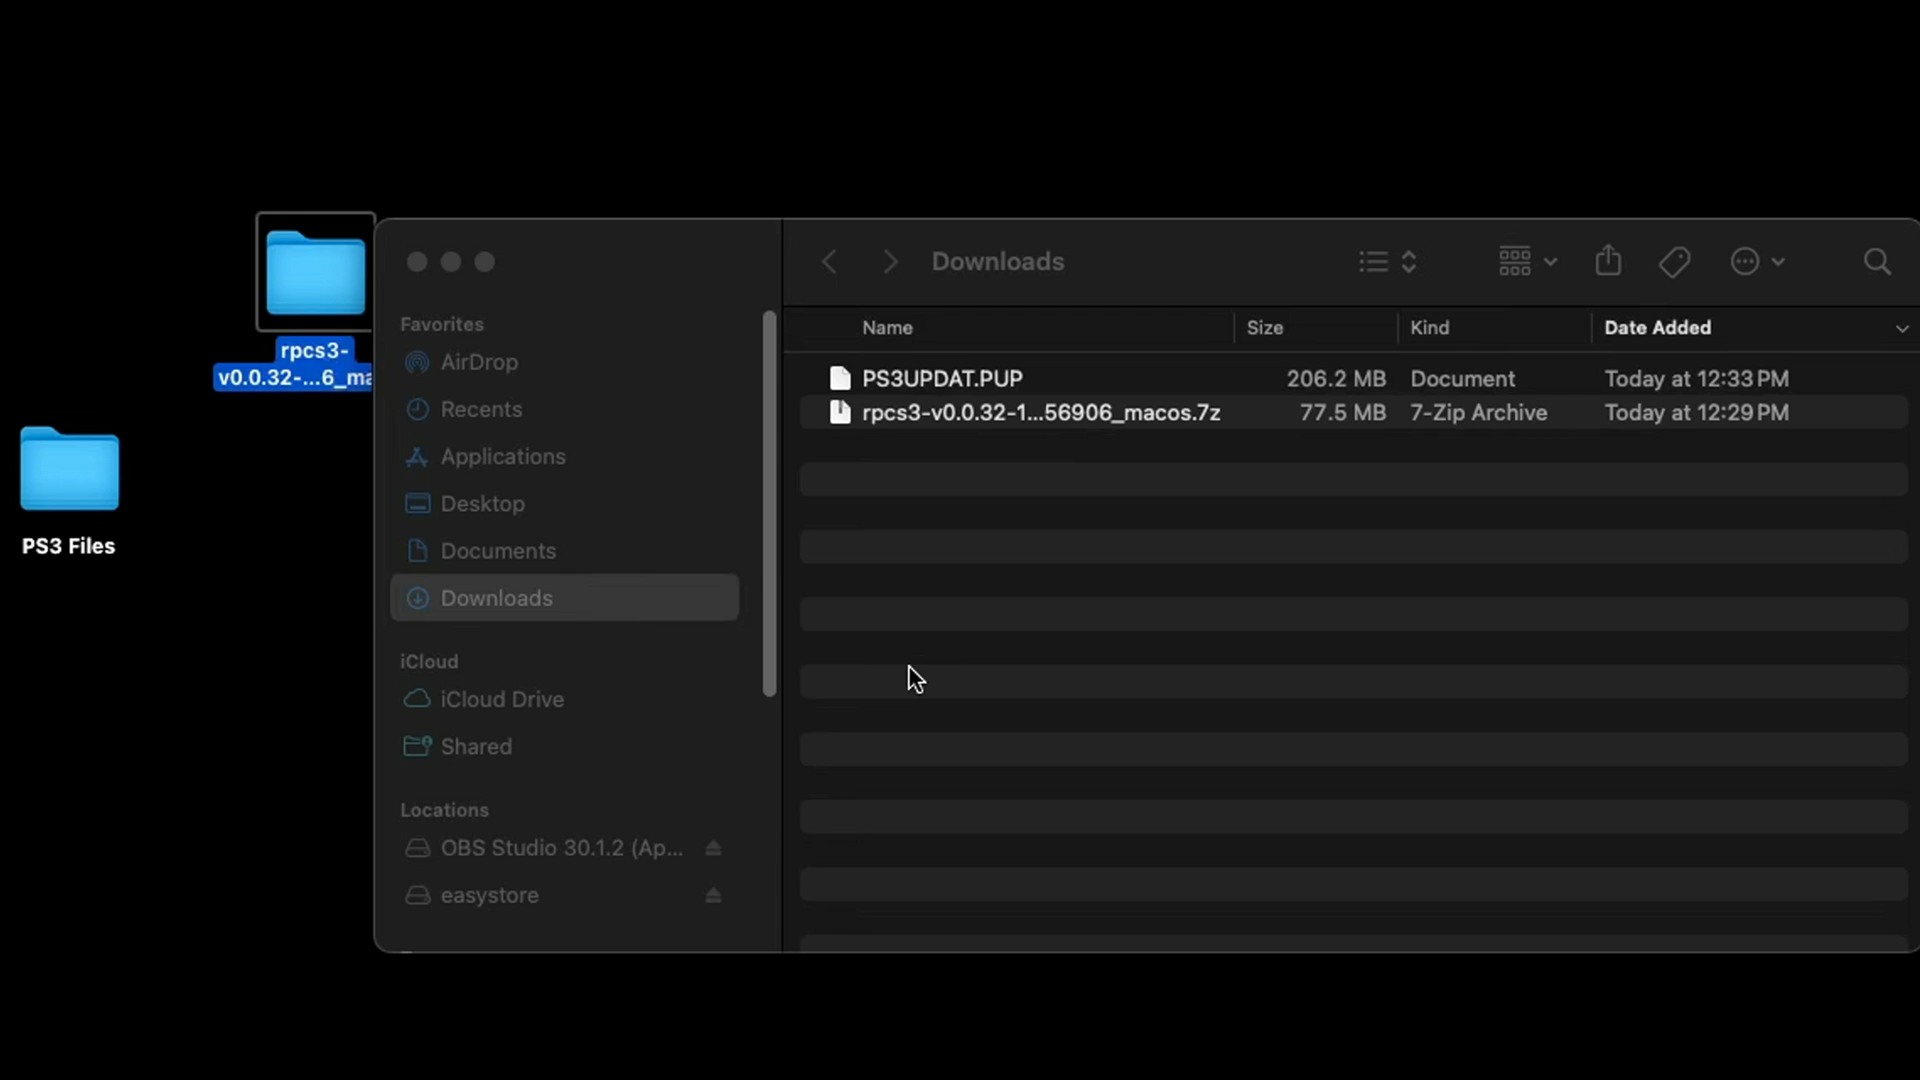 rpcs3-
v0.0.32-...6_ma
PS3 Files
Favorites
AirDrop
Recents
Applications
Desktop
Documents
Downloads
iCloud
iCloud Drive
Shared
Locations
OBS Studio 30.1.2 (Ap...
easystore
Downloads
Name Size Kind Date Added
PS3UPDAT.PUP 206.2 MB Document Today at 12:33 PM
rpcs3-v0.0.32-1...56906_macos.7z 77.5 MB 7-Zip Archive Today at 12:29 PM